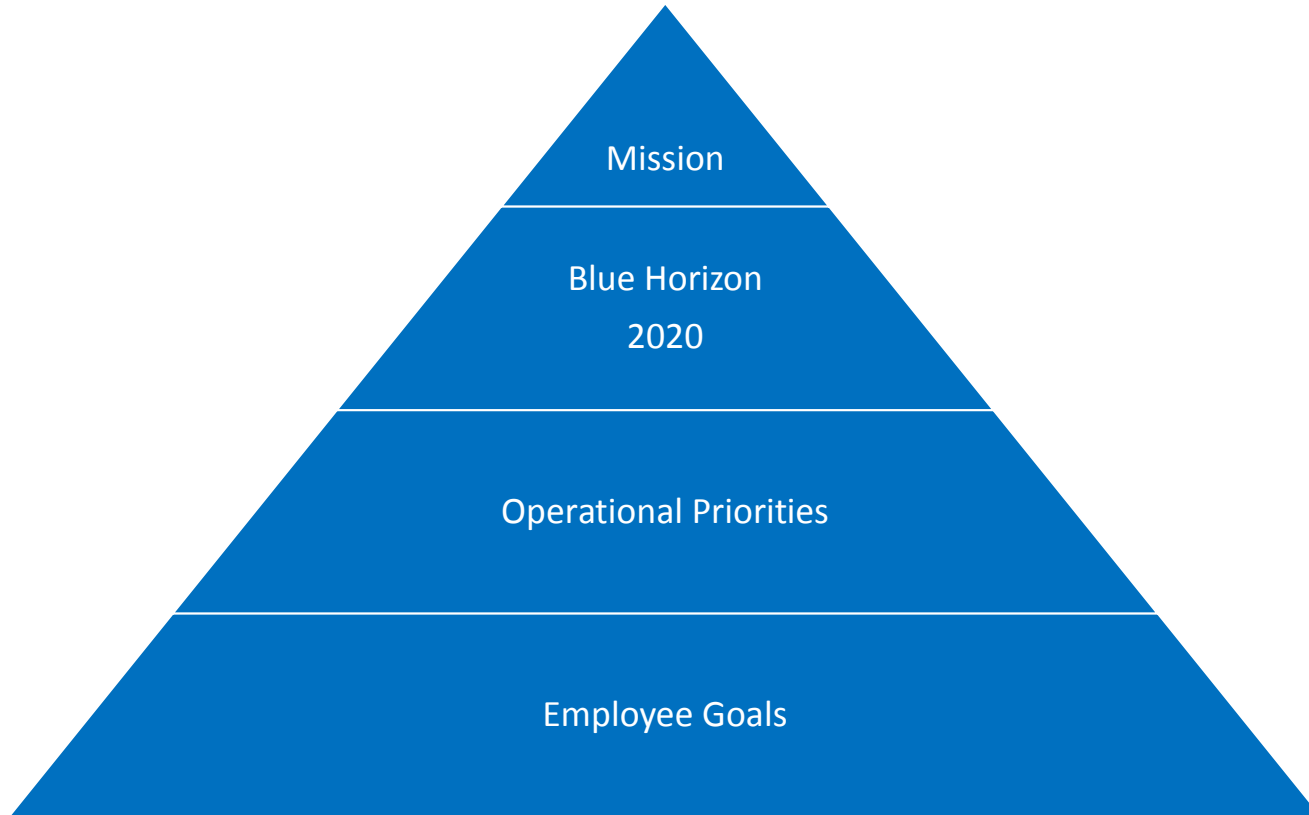 Mission
Blue Horizon
2020
Operational Priorities
Employee Goals